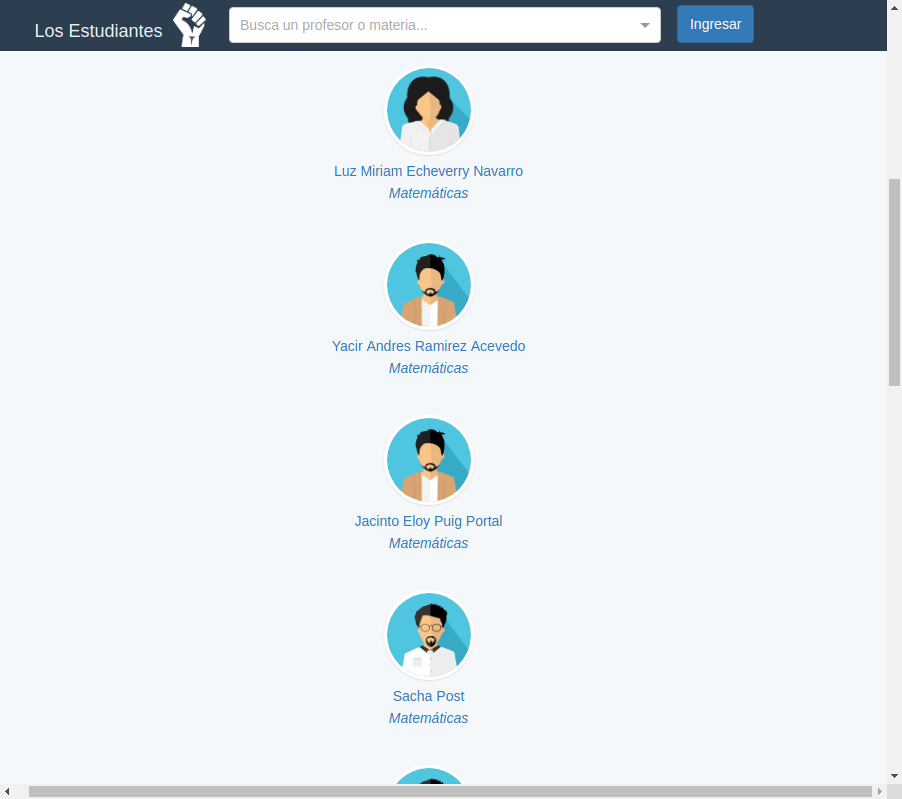 Los Estudiantes
Busca un profesor o materia...
Ingresar
Luz Miriam Echeverry Navarro
Matemáticas
Yacir Andres Ramirez Acevedo
Matemáticas
Jacinto Eloy Puig Portal
Matemáticas
Sacha Post
Matemáticas